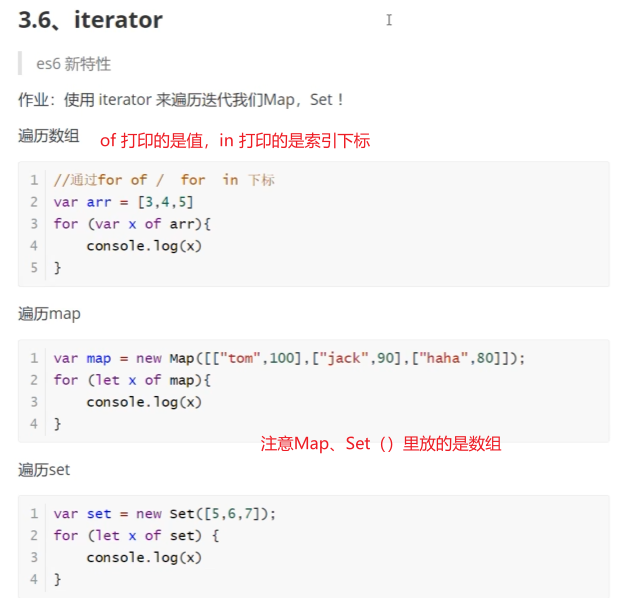 3.6、iterator
es6 新特性
作业：使用 iterator 来遍历迭代我们Map，Set！
遍历数组
of 打印的是值，in 打印的是索引下标
1 //通过for of / for in 下标
2 var arr = [3,4,5]
3 for (var x of arr){
4 console.log(x)
5 }
遍历map
1 var map = new Map([["tom",100],["jack",90],["haha",80]]);
2 for (let x of map){
3 console.log(x)
4 }
注意Map、Set（）里放的是数组
遍历set
1 var set = new Set([5,6,7]);
2 for (let x of set) {
3 console.log(x)
4 }